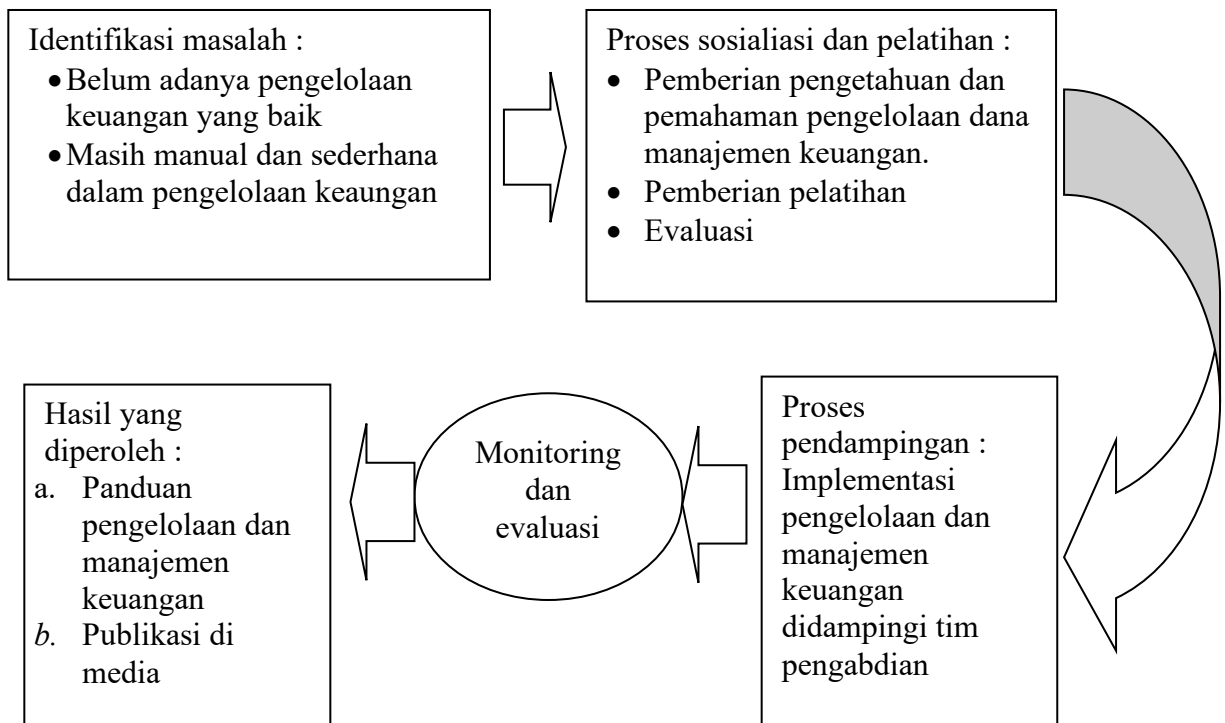 Identifikasi masalah :
• Belum adanya pengelolaan
keuangan yang baik
• Masih manual dan sederhana
dalam pengelolaan keaungan
Proses sosialiasi dan pelatihan :
• Pemberian pengetahuan dan
pemahaman pengelolaan dana
manajemen keuangan.
• Pemberian pelatihan
• Evaluasi
Proses
pendampingan :
Implementasi
pengelolaan dan
manajemen
keuangan
didampingi tim
pengabdian
Monitoring
dan
evaluasi
Hasil yang
diperoleh :
a. Panduan
pengelolaan dan
manajemen
keuangan
b. Publikasi di
media